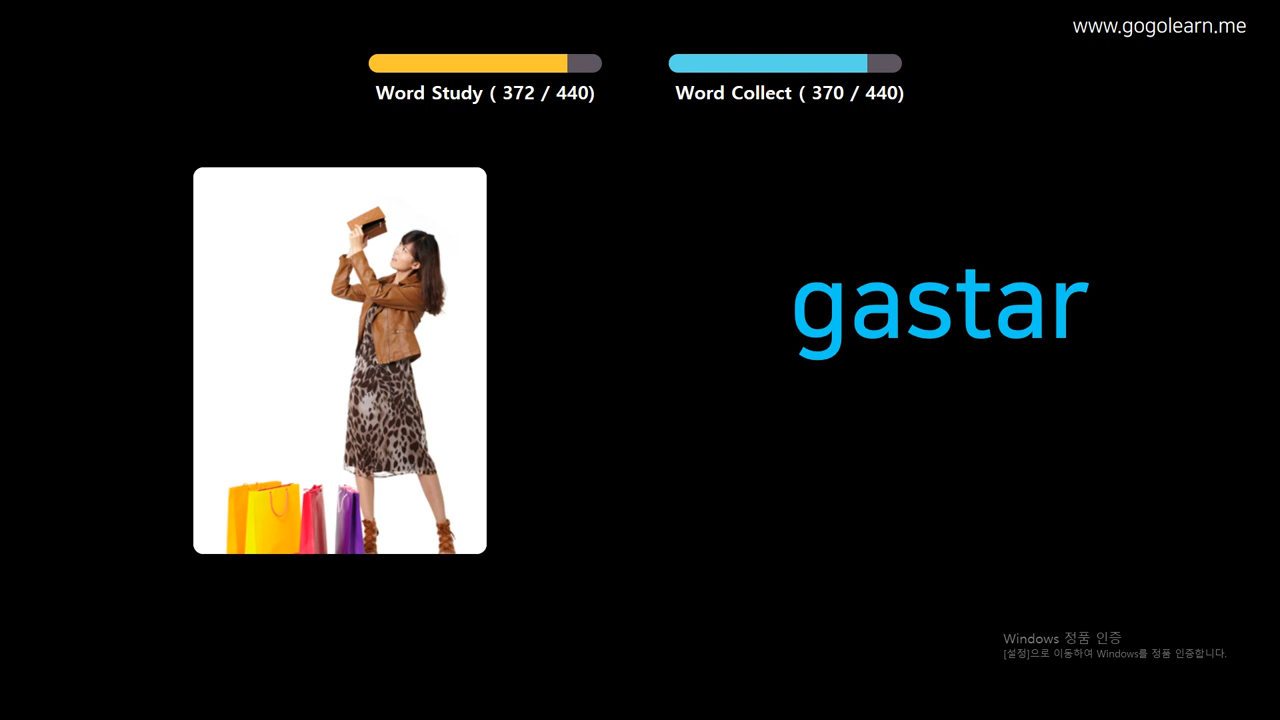 www.gogolearn.me
Word Study ( 372 / 440)
Word Collect ( 370 / 440)
gastar
Windows 정품 인증
[설정]으로 이동하여 Windows를 정품 인증합니다.